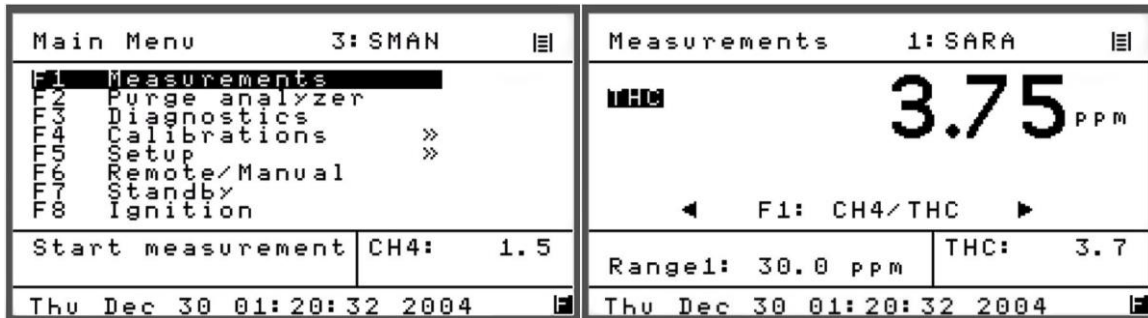 Main Menu 3: SMAN
F1 Measurements
F2 Purge analyzer
F3 Diagnostics
F4 Calibrations »
F5 Setup »
F6 Remote/Manual
F7 Standby
F8 Ignition
Start measurement CH4: 1.5
Thu Dec 30 01:20:32 2004 F
Measurements 1: SARA
THC 3.75 ppm
◄ F1: CH4/THC ►
Range1: 30.0 ppm THC: 3.7
Thu Dec 30 01:20:32 2004 F